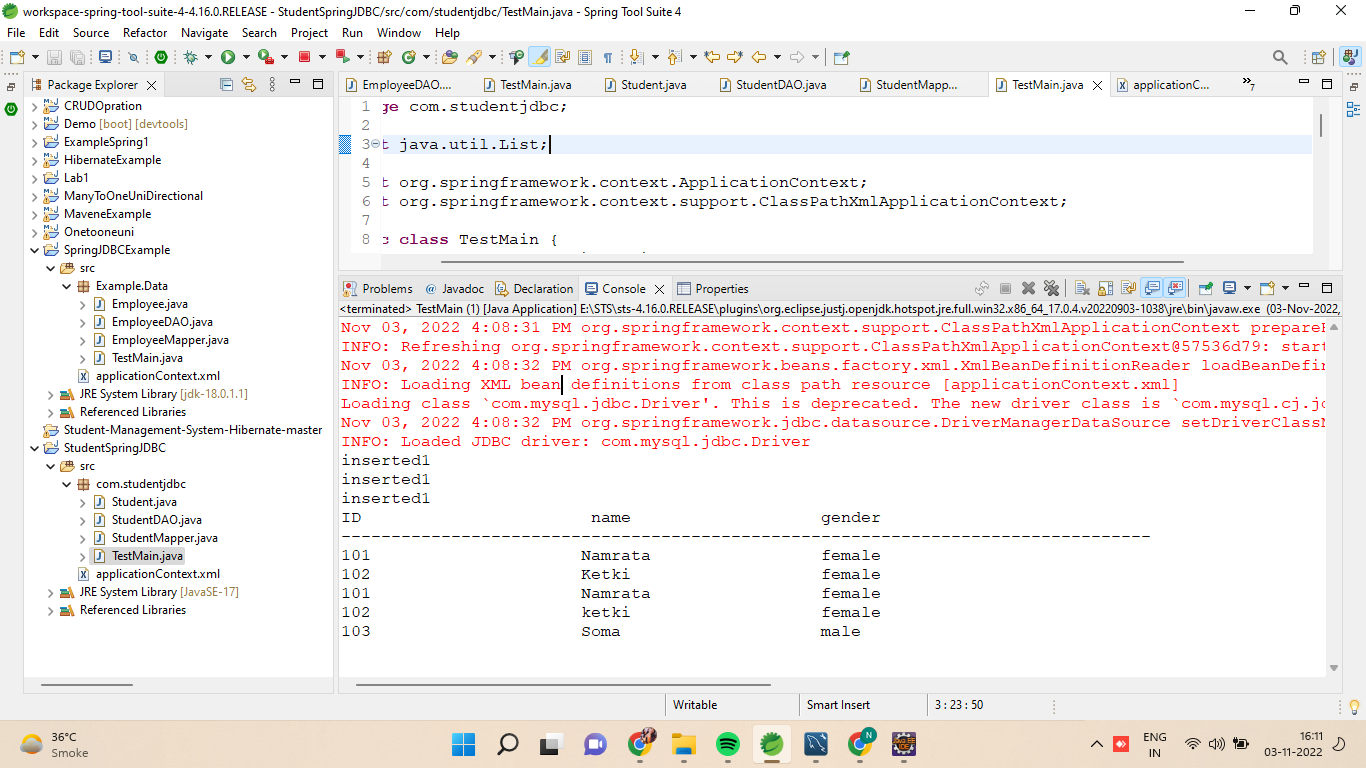 workspace-spring-tool-suite-4-4.16.0.RELEASE - StudentSpringJDBC/src/com/studentjdbc/TestMain.java - Spring Tool Suite 4
File Edit Source Refactor Navigate Search Project Run Window Help
Package Explorer
CRUDOpration
Demo [boot] [devtools]
ExampleSpring1
HibernateExample
Lab1
ManyToOneUniDirectional
MaveneExample
Onetooneuni
SpringJDBCExample
src
Example.Data
Employee.java
EmployeeDAO.java
EmployeeMapper.java
TestMain.java
applicationContext.xml
JRE System Library [jdk-18.0.1.1]
Referenced Libraries
Student-Management-System-Hibernate-master
StudentSpringJDBC
src
com.studentjdbc
Student.java
StudentDAO.java
StudentMapper.java
TestMain.java
applicationContext.xml
JRE System Library [JavaSE-17]
Referenced Libraries
EmployeeDAO.... TestMain.java Student.java StudentDAO.java StudentMapp... TestMain.java applicationC... 7
1 ge com.studentjdbc;
2
3 t java.util.List;
4
5 t org.springframework.context.ApplicationContext;
6 t org.springframework.context.support.ClassPathXmlApplicationContext;
7
8 c class TestMain {
Problems @ Javadoc Declaration Console Properties
<terminated> TestMain (1) [Java Application] E:\STS\sts-4.16.0.RELEASE\plugins\org.eclipse.justj.openjdk.hotspot.jre.full.win32.x86_64_17.0.4.v20220903-1038\jre\bin\javaw.exe (03-Nov-2022,
Nov 03, 2022 4:08:31 PM org.springframework.context.support.ClassPathXmlApplicationContext prepareR
INFO: Refreshing org.springframework.context.support.ClassPathXmlApplicationContext@57536d79: start
Nov 03, 2022 4:08:32 PM org.springframework.beans.factory.xml.XmlBeanDefinitionReader loadBeanDefin
INFO: Loading XML bean definitions from class path resource [applicationContext.xml]
Loading class `com.mysql.jdbc.Driver'. This is deprecated. The new driver class is `com.mysql.cj.jd
Nov 03, 2022 4:08:32 PM org.springframework.jdbc.datasource.DriverManagerDataSource setDriverClassN
INFO: Loaded JDBC driver: com.mysql.jdbc.Driver
inserted1
inserted1
inserted1
ID name gender
---------------------------------------------------------------------------------
101 Namrata female
102 Ketki female
101 Namrata female
102 ketki female
103 Soma male
Writable Smart Insert 3 : 23 : 50
36°C
Smoke
N
ENG
IN
16:11
03-11-2022